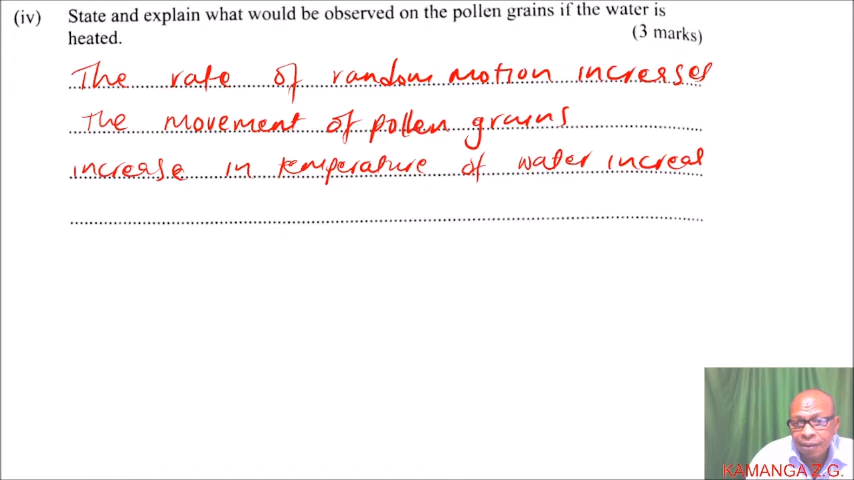 (iv) State and explain what would be observed on the pollen grains if the water is
heated. (3 marks)
The rate of random motion increases
The movement of pollen grains
increase in temperature of water increas
KAMANGA Z.G.